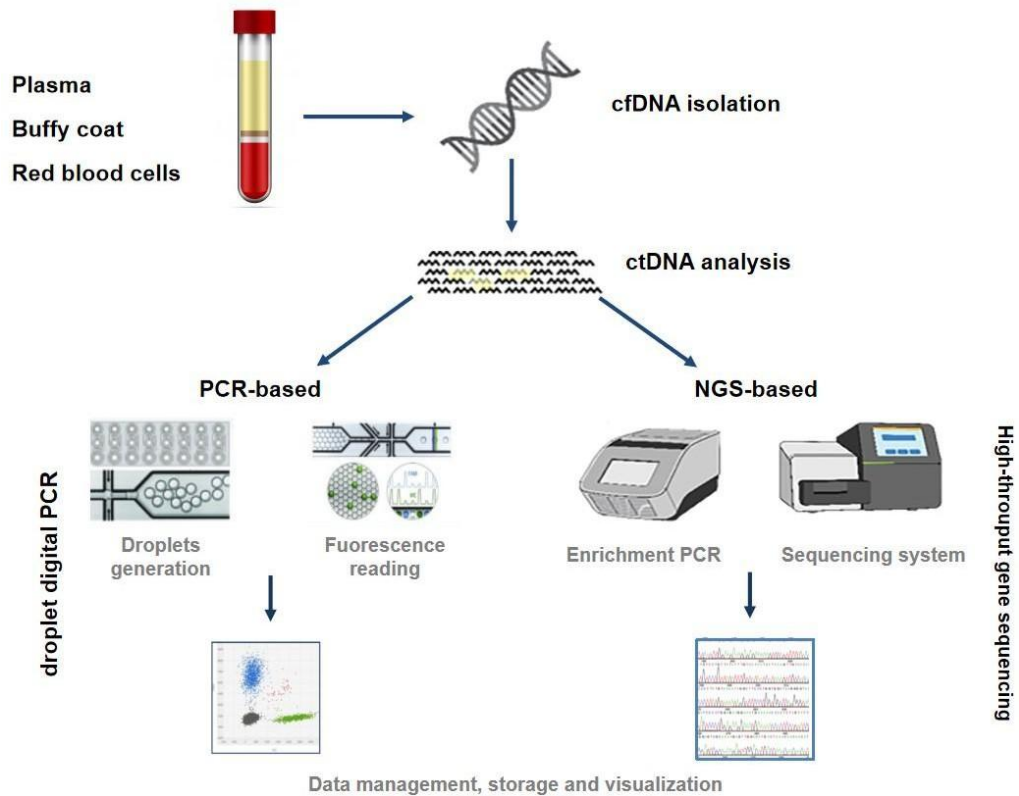 Plasma
Buffy coat
Red blood cells
cfDNA isolation
ctDNA analysis
PCR-based
NGS-based
droplet digital PCR
Droplets
generation
Fuorescence
reading
Enrichment PCR
Sequencing system
High-throuput gene sequencing
Data management, storage and visualization